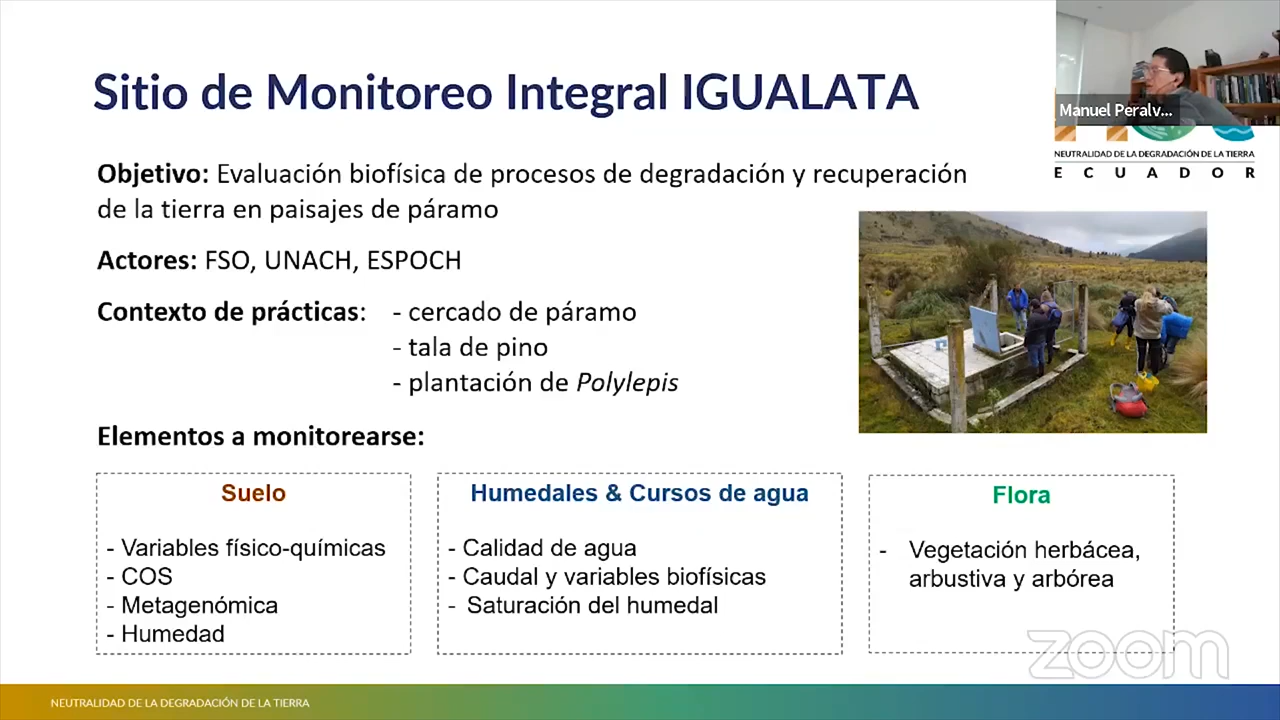 Sitio de Monitoreo Integral IGUALATA
Manuel Peralv...
NEUTRALIDAD DE LA DEGRADACIÓN DE LA TIERRA
ECUADOR
Objetivo: Evaluación biofísica de procesos de degradación y recuperación
de la tierra en paisajes de páramo
Actores: FSO, UNACH, ESPOCH
Contexto de prácticas: - cercado de páramo
- tala de pino
- plantación de Polylepis
Elementos a monitorearse:
Suelo
- Variables físico-químicas
- COS
- Metagenómica
- Humedad
Humedales & Cursos de agua
- Calidad de agua
- Caudal y variables biofísicas
- Saturación del humedal
Flora
- Vegetación herbácea,
arbustiva y arbórea
zoom
NEUTRALIDAD DE LA DEGRADACIÓN DE LA TIERRA